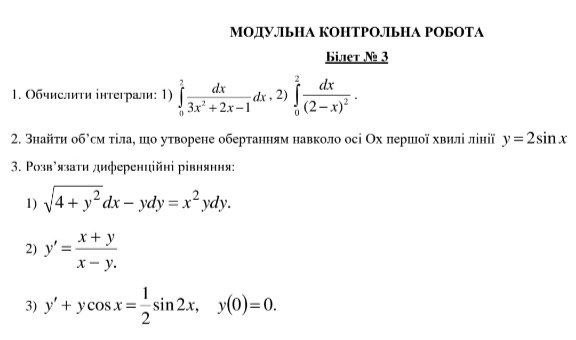 МОДУЛЬНА КОНТРОЛЬНА РОБОТА
Білет № 3
1. Обчислити інтеграли: 1) $\int_0^2 \frac{dx}{3x^2+2x-1}dx$, 2) $\int_0^2 \frac{dx}{(2-x)^2}$.
2. Знайти об’єм тіла, що утворене обертанням навколо осі Ox першої хвилі лінії $y=2\sin x$
3. Розв’язати диференційні рівняння:
1) $\sqrt{4+y^2}dx-ydy=x^2ydy.$
2) $y'=\frac{x+y}{x-y.}$
3) $y'+y\cos x=\frac{1}{2}\sin 2x,\quad y(0)=0.$